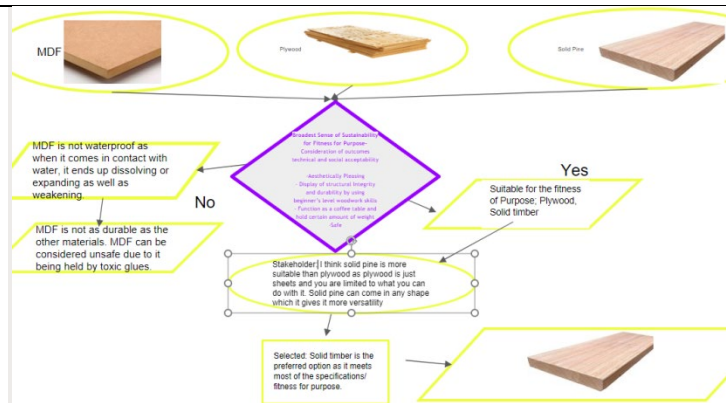 MDF
Plywood
Solid Pine
Broadest Sense of Sustainability
for Fitness for Purpose-
Consideration of outcomes
technical and social acceptability
-Aesthetically Pleasing
- Display of structural Integrity
and durability by using
beginner's level woodwork skills
- Function as a coffee table and
hold certain amount of weight
-Safe
MDF is not waterproof as
when it comes in contact with
water, it ends up dissolving or
expanding as well as
weakening.
No
MDF is not as durable as the
other materials. MDF can be
considered unsafe due to it
being held by toxic glues.
Yes
Suitable for the fitness
of Purpose; Plywood,
Solid timber
Stakeholder: I think solid pine is more
suitable than plywood as plywood is just
sheets and you are limited to what you can
do with it. Solid pine can come in any shape
which it gives it more versatility
Selected: Solid timber is the
preferred option as it meets
most of the specifications/
fitness for purpose.